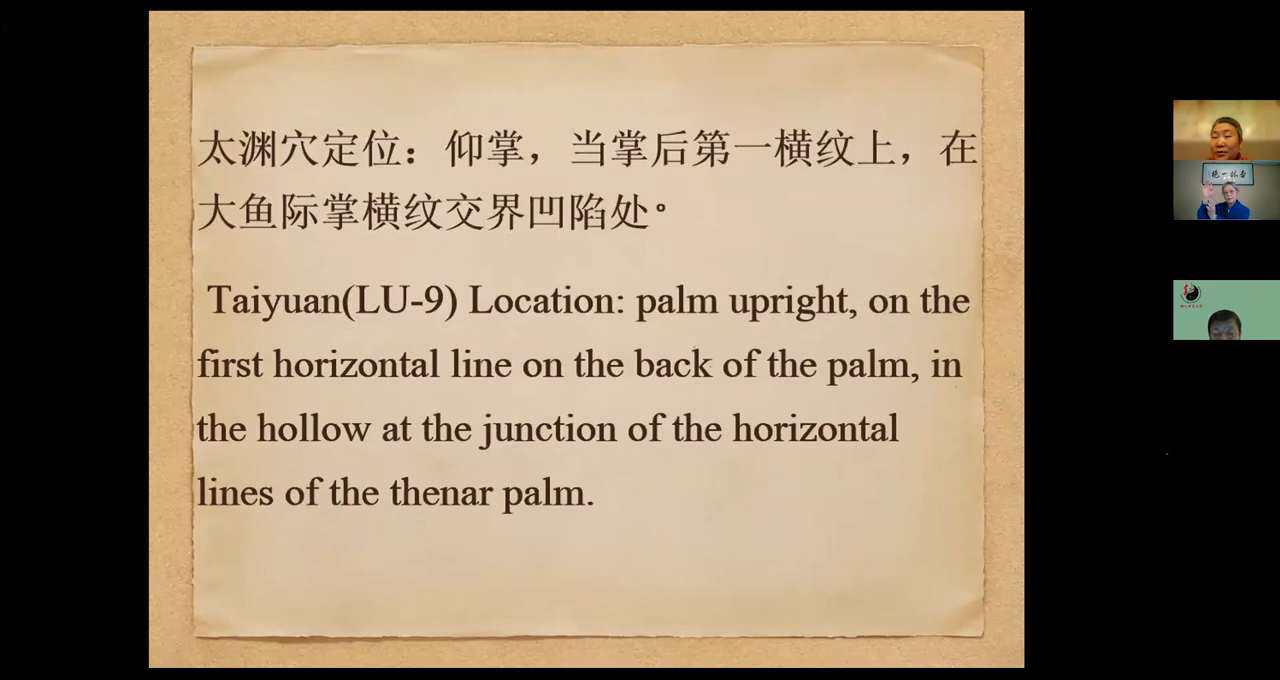 太渊穴定位：仰掌，当掌后第一横纹上，在
大鱼际掌横纹交界凹陷处。
Taiyuan(LU-9) Location: palm upright, on the
first horizontal line on the back of the palm, in
the hollow at the junction of the horizontal
lines of the thenar palm.